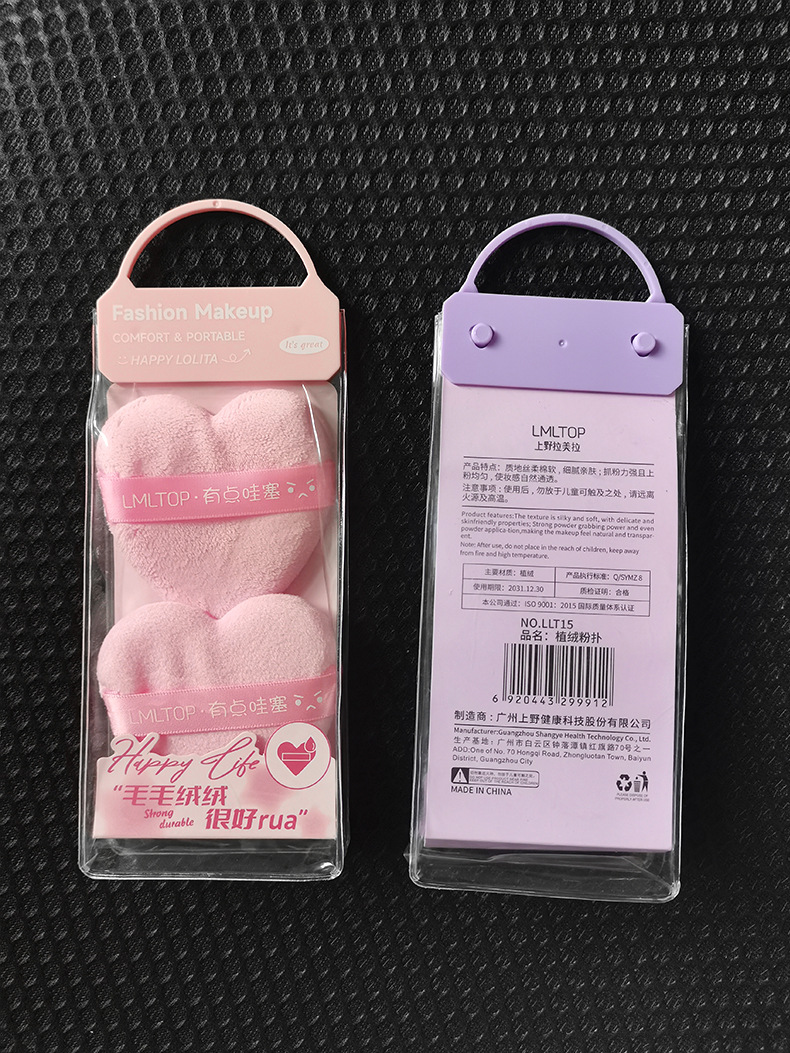 Fashion Makeup
COMFORT & PORTABLE
HAPPY LOLITA
It's great
LMLTOP·有点哇塞
LMLTOP·有点哇塞
Happy Life
“毛毛绒绒
Strong
durable
很好rua”
LMLTOP
上野拉美拉
产品特点：质地丝柔棉软，细腻亲肤；抓粉力强且上
粉均匀，使妆感自然通透。
注意事项：使用后，勿放于儿童可触及之处，请远离
火源及高温。
Product features:The texture is silky and soft, with delicate and
skinfriendly properties; Strong powder grabbing power and even
powder applica-tion,making the makeup feel natural and transpar-
ent.
Note: After use, do not place in the reach of children, keep away
from fire and high temperature.
主要材质：植绒 产品执行标准：Q/SYMZ 8
使用期限：2031.12.30 质检证明：合格
本公司通过：ISO 9001：2015 国际质量体系认证
NO.LLT15
品名：植绒粉扑
6 920443 299912
制造商：广州上野健康科技股份有限公司
Manufacturer:Guangzhou Shangye Health Technology Co., Ltd.
生产基地：广州市白云区钟落潭镇红旗路70号之一
ADD:One of No. 70 Hongqi Road, Zhongluotan Town, Baiyun
District, Guangzhou City
MADE IN CHINA
PLEASE DISPOSE OF
PROPERLY AFTER USE